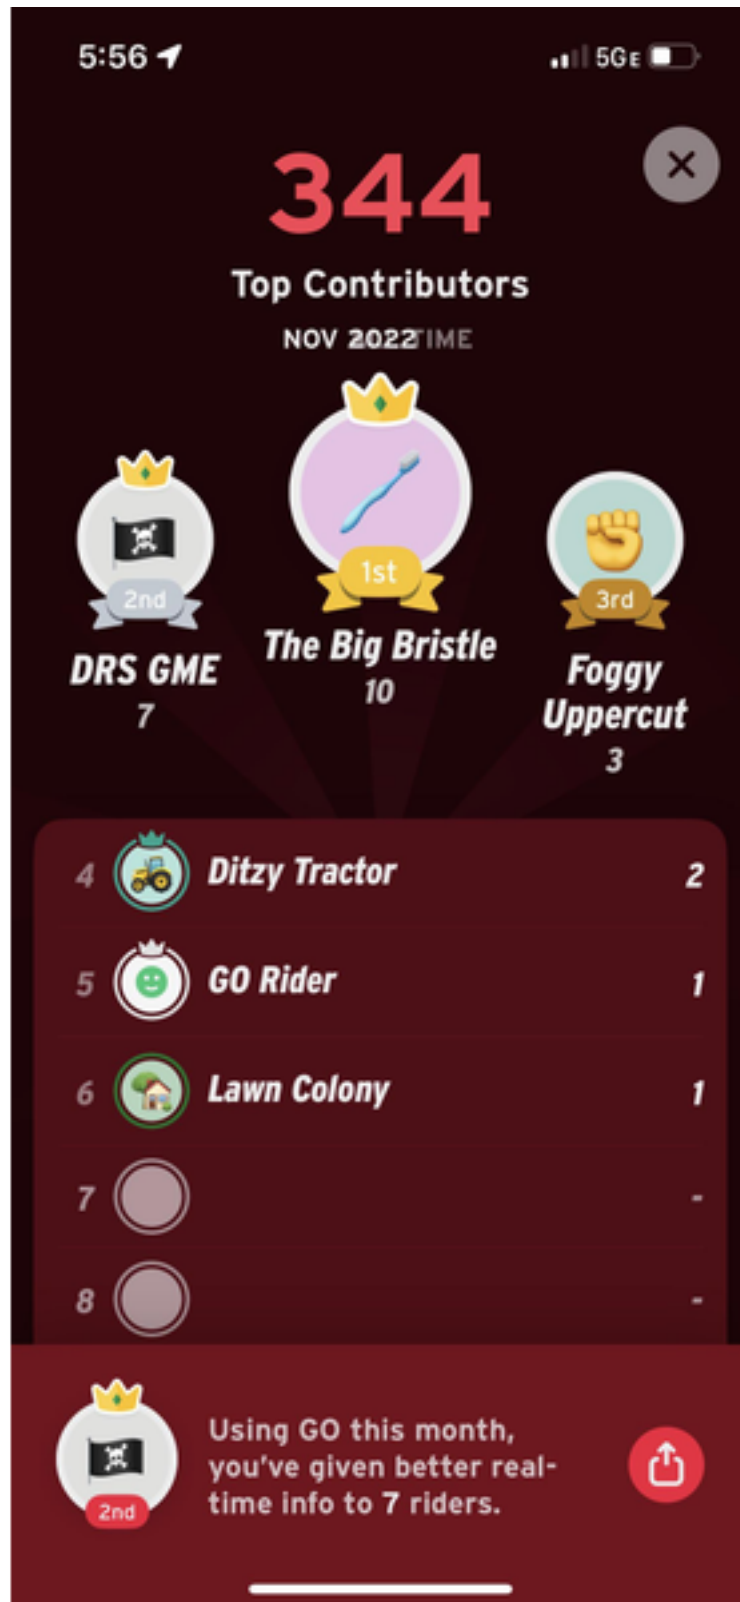 5:56
5GE
344
Top Contributors
NOV 2022 TIME
1st
2nd
3rd
The Big Bristle
10
DRS GME
7
Foggy
Uppercut
3
4 Ditzy Tractor 2
5 GO Rider 1
6 Lawn Colony 1
7 -
8 -
Using GO this month,
you've given better real-
time info to 7 riders.
2nd